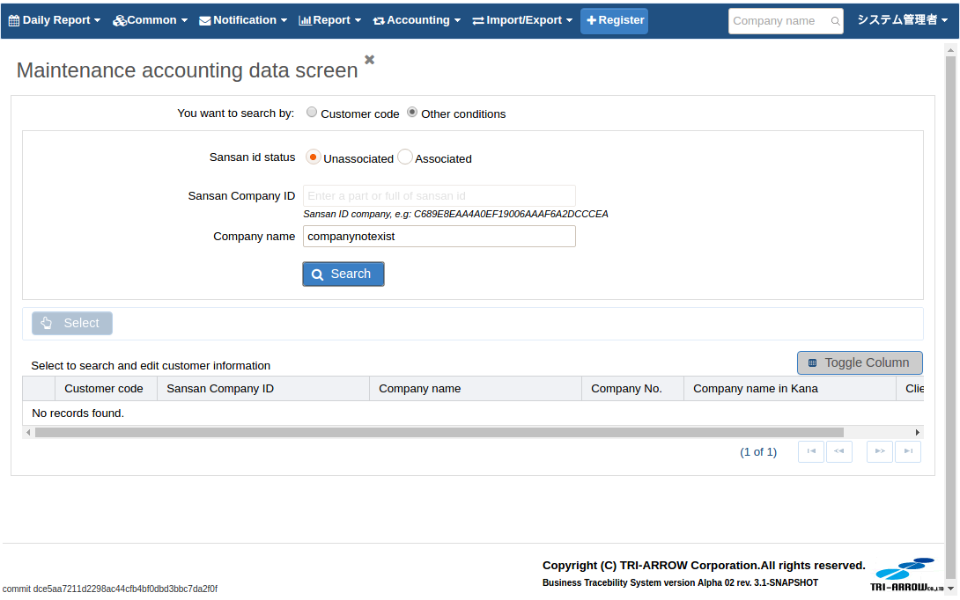 Daily Report Common Notification Report Accounting Import/Export Register Company name システム管理者
Maintenance accounting data screen
You want to search by: Customer code Other conditions
Sansan id status Unassociated Associated
Sansan Company ID Enter a part or full of sansan id
Sansan ID company, e.g: C689E8EAA4A0EF19006AAAF6A2DCCCEA
Company name companynotexist
Search
Select
Select to search and edit customer information Toggle Column
Customer code Sansan Company ID Company name Company No. Company name in Kana Clie
No records found.
(1 of 1)
Copyright (C) TRI-ARROW Corporation.All rights reserved.
Business Tracebility System version Alpha 02 rev. 3.1-SNAPSHOT
TRI-ARROW CO.,LTD
commit dce5aa7211d2298ac44cfb4bf0dbd3bbc7da2f0f